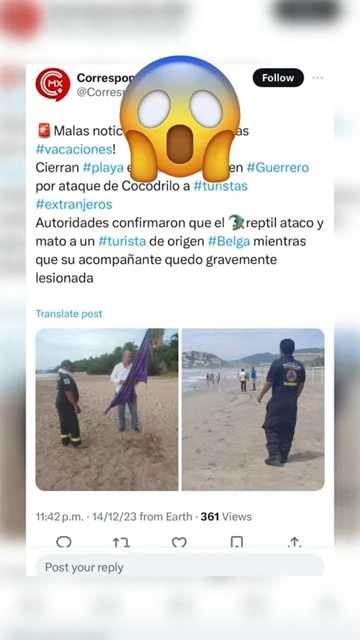 CMX
Correspon
@Corres
Follow
Malas notic as
#vacaciones!
Cierran #playa e en #Guerrero
por ataque de Cocodrilo a #turistas
#extranjeros
Autoridades confirmaron que el reptil ataco y
mato a un #turista de origen #Belga mientras
que su acompañante quedo gravemente
lesionada
Translate post
11:42 p.m. · 14/12/23 from Earth · 361 Views
Post your reply